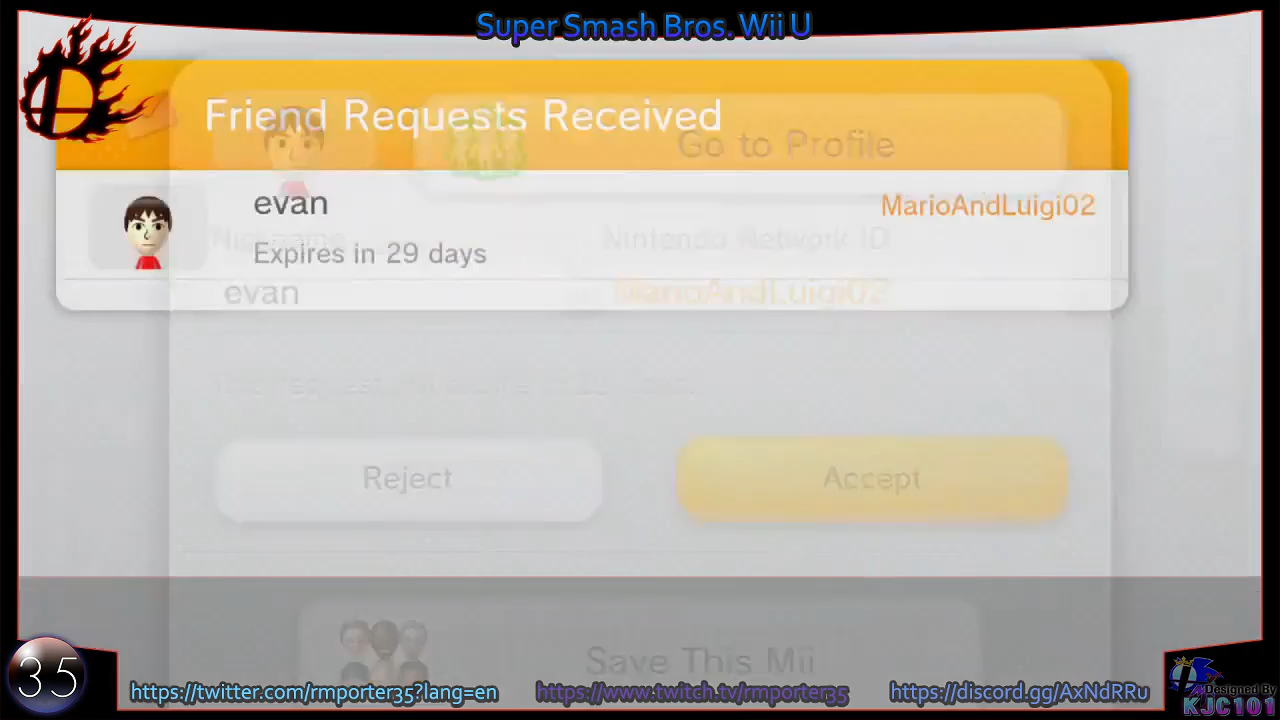 Super Smash Bros. Wii U
Friend Requests Received
Go to Profile
evan
MarioAndLuigi02
Nickname
Nintendo Network ID
Expires in 29 days
evan
MarioAndLuigi02
Reject
Accept
Save This Mii
35
https://twitter.com/rmporter35?lang=en
https://www.twitch.tv/rmporter35
https://discord.gg/AxNdRRu
Designed By
KJC101